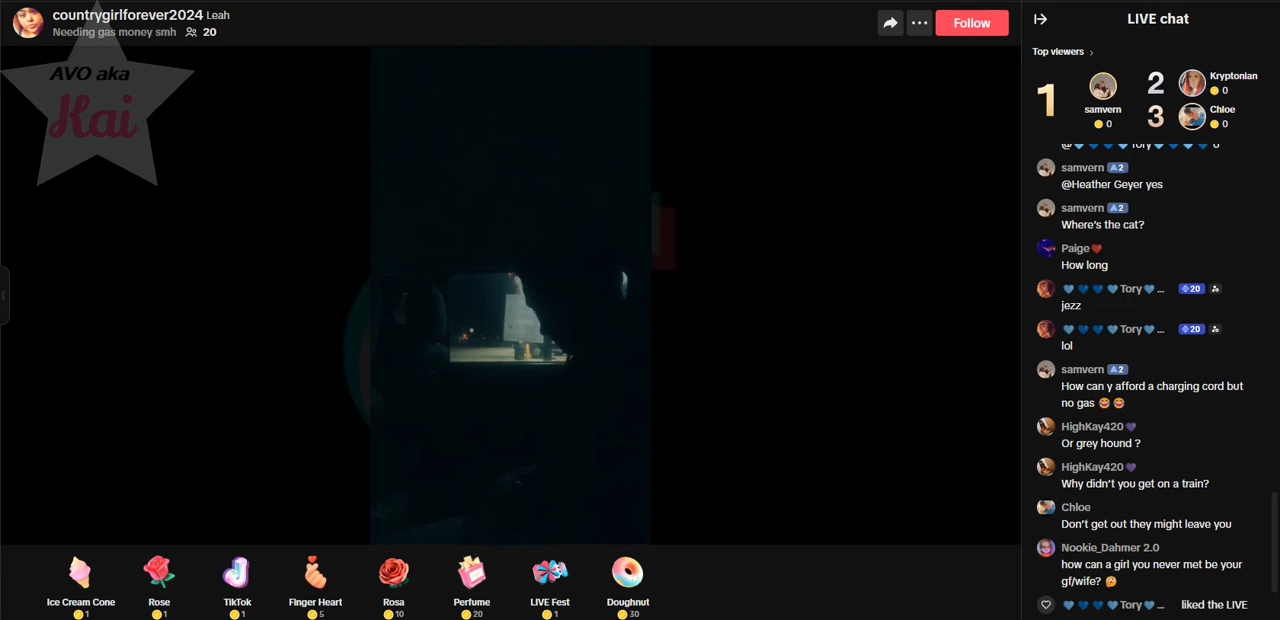 countrygirlforever2024 Leah
Needing gas money smh 20
Follow
AVO aka
Kai
LIVE chat
Top viewers
1
samvern
0
2
Kryptonian
0
3
Chloe
0
samvern 2
@Heather Geyer yes
samvern 2
Where's the cat?
Paige❤️
How long
🩵💙💙🩵Tory🩵... 20
jezz
🩵💙💙🩵Tory🩵... 20
lol
samvern 2
How can y afford a charging cord but
no gas
HighKay420💜
Or grey hound ?
HighKay420💜
Why didn't you get on a train?
Chloe
Don't get out they might leave you
Nookie_Dahmer 2.0
how can a girl you never met be your
gf/wife?
🩵💙💙🩵Tory🩵... liked the LIVE
Ice Cream Cone
1
Rose
1
TikTok
1
Finger Heart
5
Rosa
10
Perfume
20
LIVE Fest
1
Doughnut
30